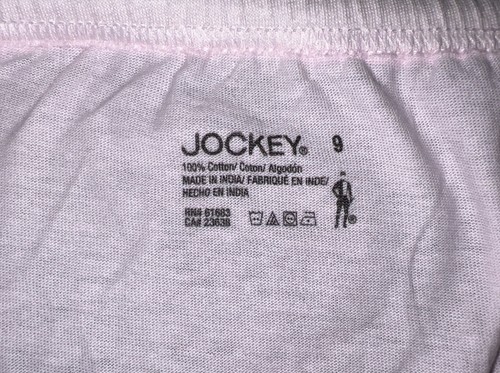 JOCKEY® 9
100% Cotton/ Coton/ Algodón
MADE IN INDIA/ FABRIQUÉ EN INDE/
HECHO EN INDIA
RN# 61683
CA# 23638
®